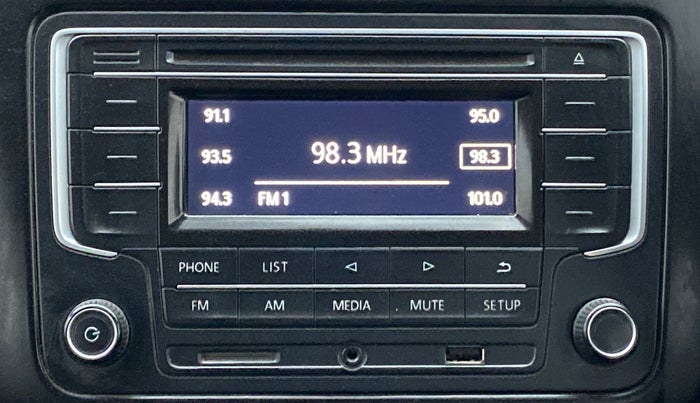 91.1 95.0
93.5 98.3 MHz 98.3
94.3 FM1 101.0
PHONE LIST
FM AM MEDIA MUTE SETUP